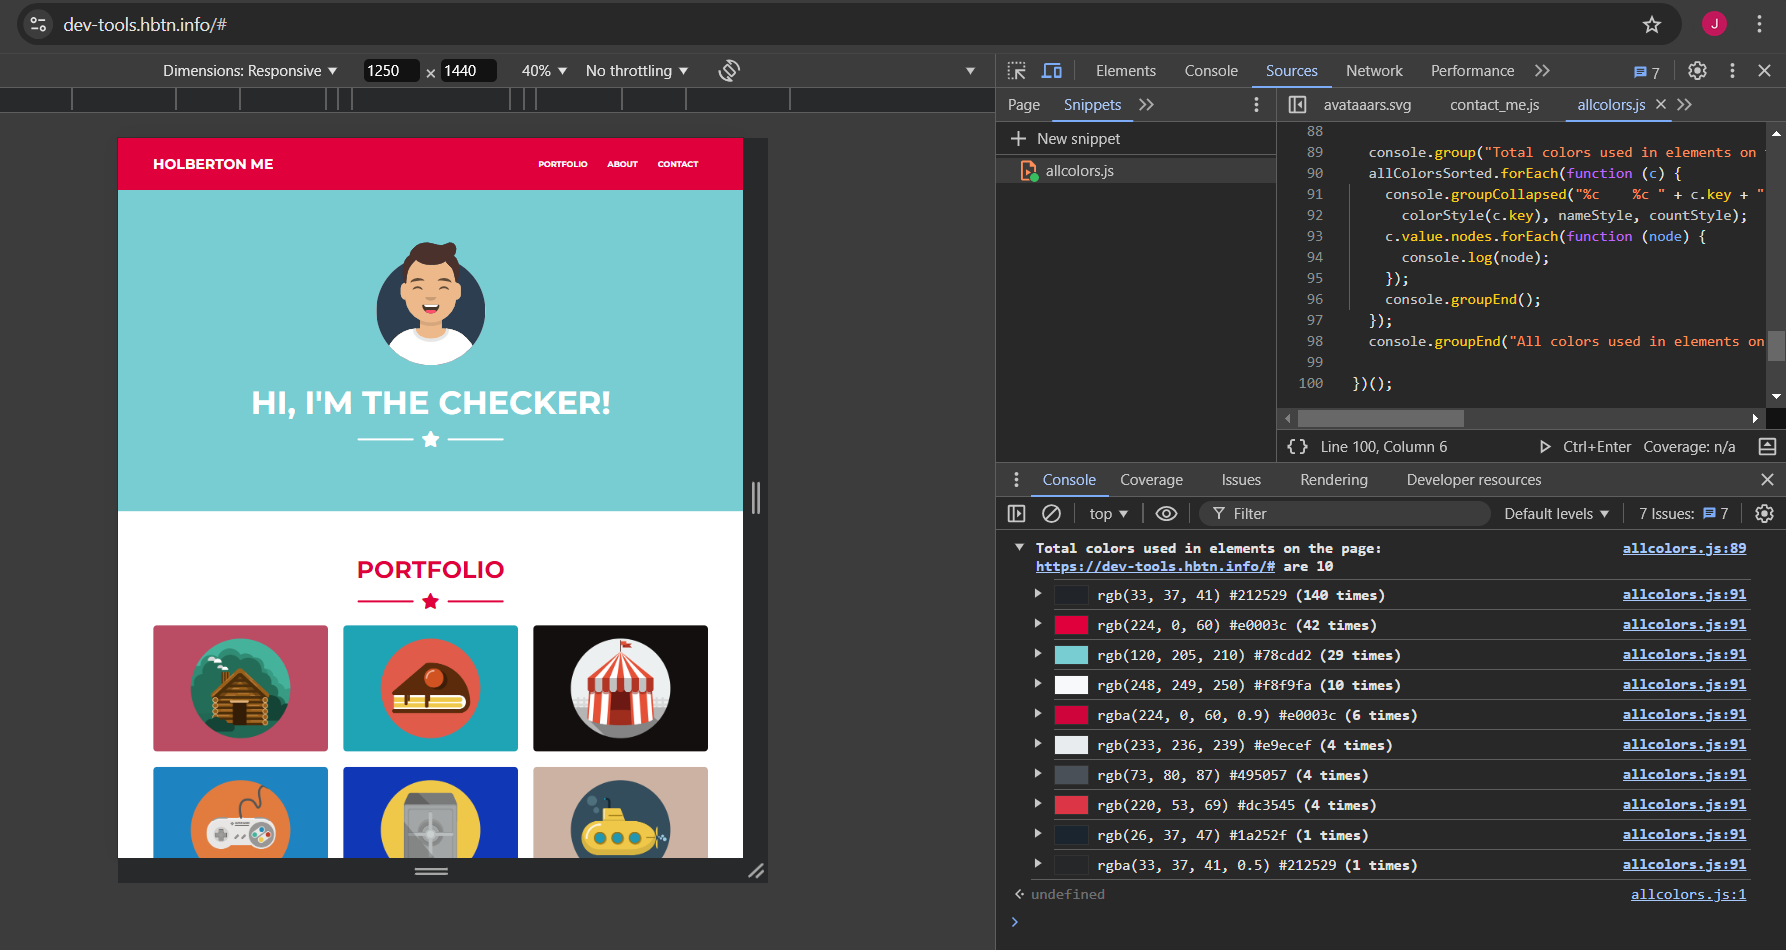 dev-tools.hbtn.info/#
J
Dimensions: Responsive 1250 × 1440 40% No throttling
HOLBERTON ME
PORTFOLIO ABOUT CONTACT
HI, I'M THE CHECKER!
PORTFOLIO
Elements Console Sources Network Performance 7
Page Snippets
New snippet
allcolors.js
avataaars.svg contact_me.js allcolors.js
88
89 console.group("Total colors used in elements on
90 allColorsSorted.forEach(function (c) {
91 console.groupCollapsed("%c    %c " + c.key + "
92 colorStyle(c.key), nameStyle, countStyle);
93 c.value.nodes.forEach(function (node) {
94 console.log(node);
95 });
96 console.groupEnd();
97 });
98 console.groupEnd("All colors used in elements on
99
100 })();
{} Line 100, Column 6 Ctrl+Enter Coverage: n/a
Console Coverage Issues Rendering Developer resources
top Filter Default levels 7 Issues: 7
Total colors used in elements on the page: allcolors.js:89
https://dev-tools.hbtn.info/# are 10
rgb(33, 37, 41) #212529 (140 times) allcolors.js:91
rgb(224, 0, 60) #e0003c (42 times) allcolors.js:91
rgb(120, 205, 210) #78cdd2 (29 times) allcolors.js:91
rgb(248, 249, 250) #f8f9fa (10 times) allcolors.js:91
rgba(224, 0, 60, 0.9) #e0003c (6 times) allcolors.js:91
rgb(233, 236, 239) #e9ecef (4 times) allcolors.js:91
rgb(73, 80, 87) #495057 (4 times) allcolors.js:91
rgb(220, 53, 69) #dc3545 (4 times) allcolors.js:91
rgb(26, 37, 47) #1a252f (1 times) allcolors.js:91
rgba(33, 37, 41, 0.5) #212529 (1 times) allcolors.js:91
undefined allcolors.js:1